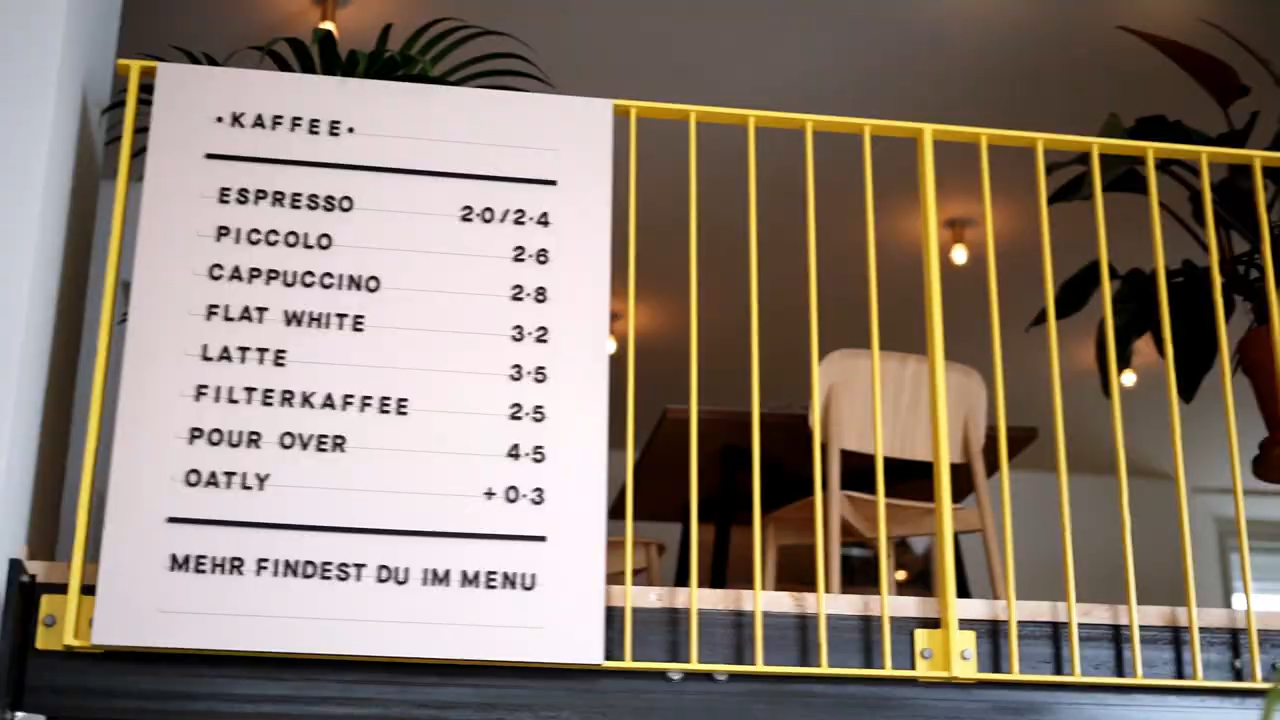 ·KAFFEE·
ESPRESSO 2·0/2·4
PICCOLO 2·6
CAPPUCCINO 2·8
FLAT WHITE 3·2
LATTE 3·5
FILTERKAFFEE 2·5
POUR OVER 4·5
OATLY +0·3
MEHR FINDEST DU IM MENU